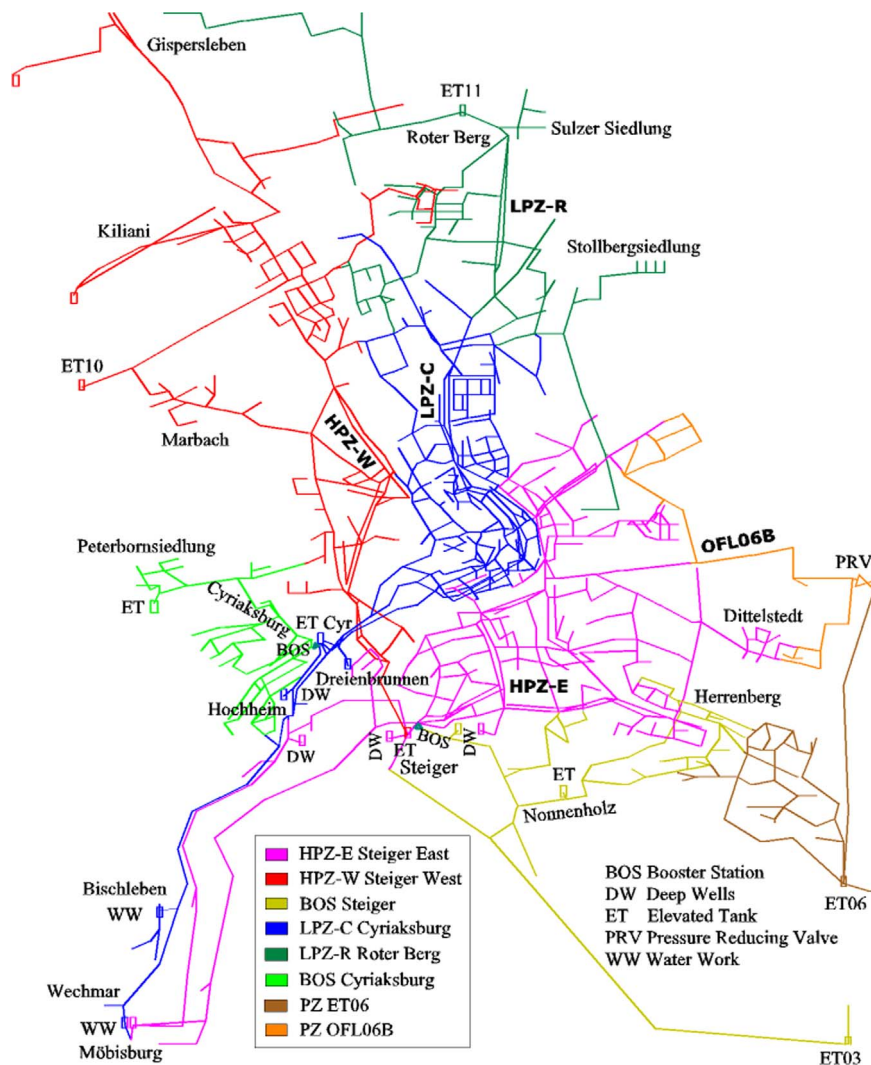 Gispersleben
ET11
Sulzer Siedlung
Roter Berg
LPZ-R
Kiliani
Stollbergsiedlung
ET10
LPZ-C
Marbach
HPZ-W
Peterbornsiedlung
OFL06B
PRV
ET
Cyriaksburg
ET Cyr
Dittelstedt
BOS
Dreienbrunnen
DW
HPZ-E
Herrenberg
Hochheim
DW
DW
ET
BOS
DW
Steiger
ET
Nonnenholz
HPZ-E Steiger East
HPZ-W Steiger West
BOS Steiger
LPZ-C Cyriaksburg
LPZ-R Roter Berg
BOS Cyriaksburg
PZ ET06
PZ OFL06B
BOS Booster Station
DW Deep Wells
ET Elevated Tank
PRV Pressure Reducing Valve
WW Water Work
ET06
Bischleben
WW
Wechmar
WW
Möbisburg
ET03